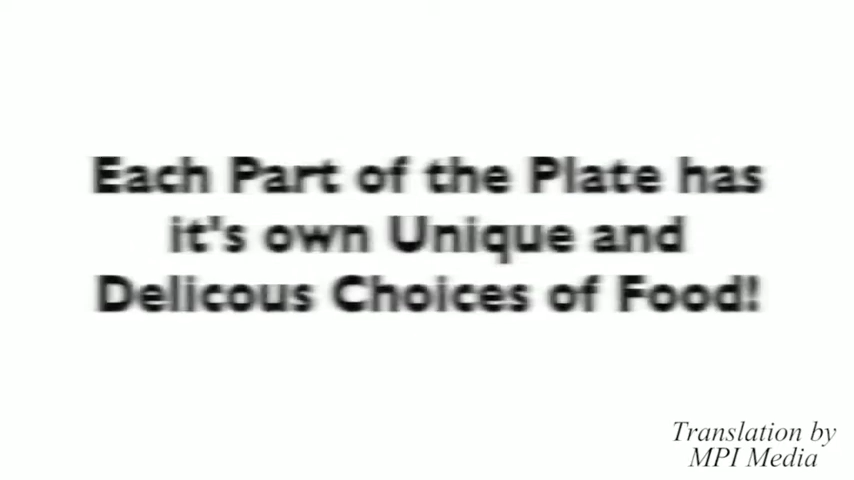 Each Part of the Plate has
it's own Unique and
Delicous Choices of Food!
Translation by
MPI Media